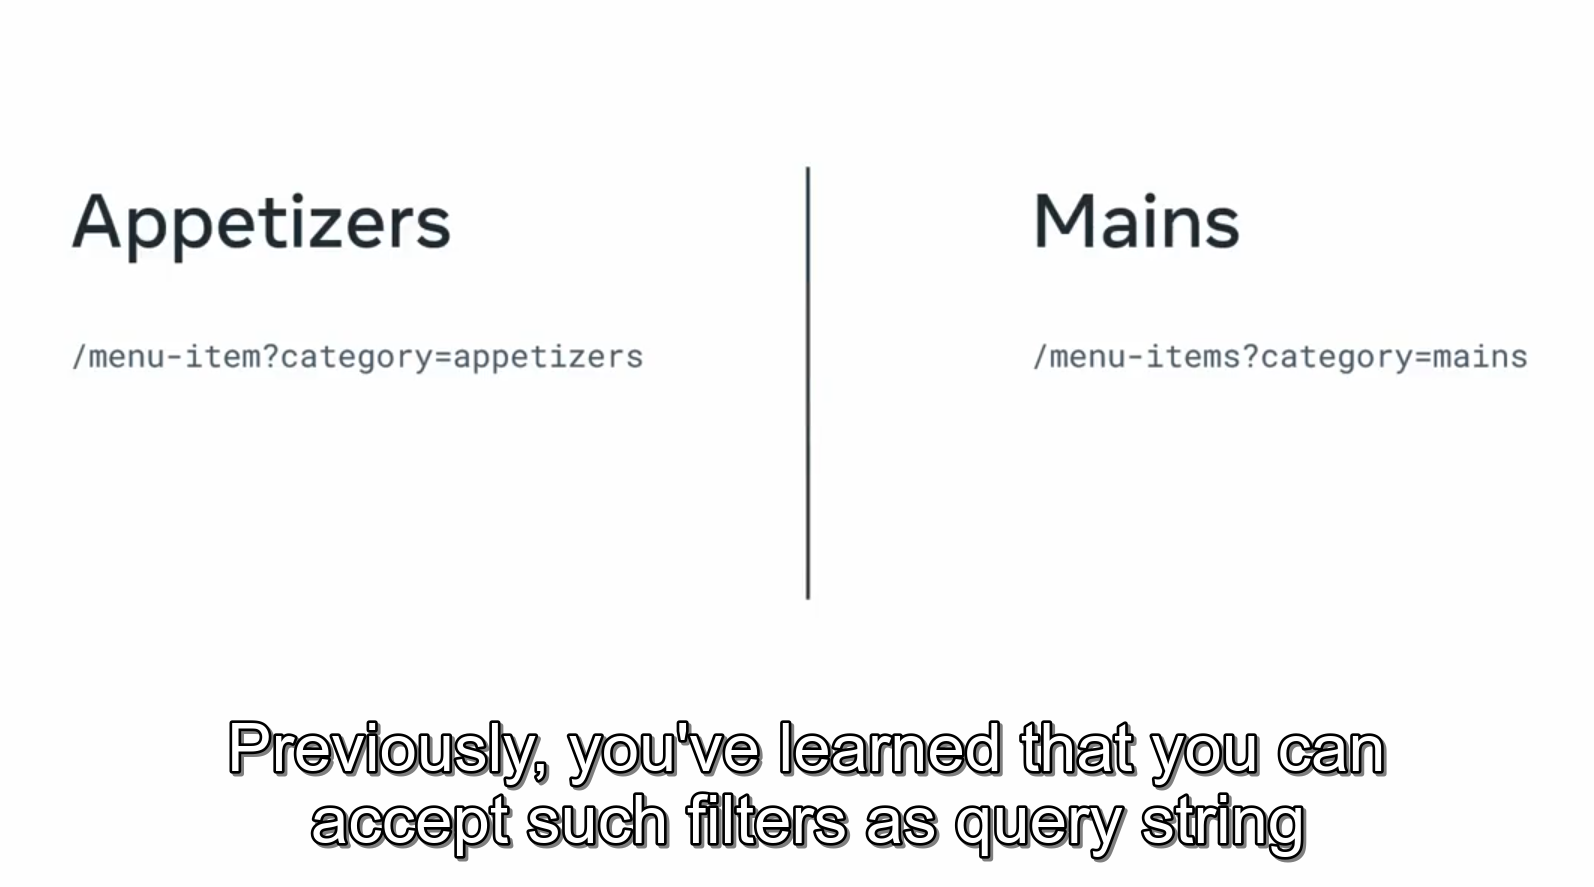 Appetizers
/menu-item?category=appetizers
Mains
/menu-items?category=mains
Previously, you've learned that you can
accept such filters as query string